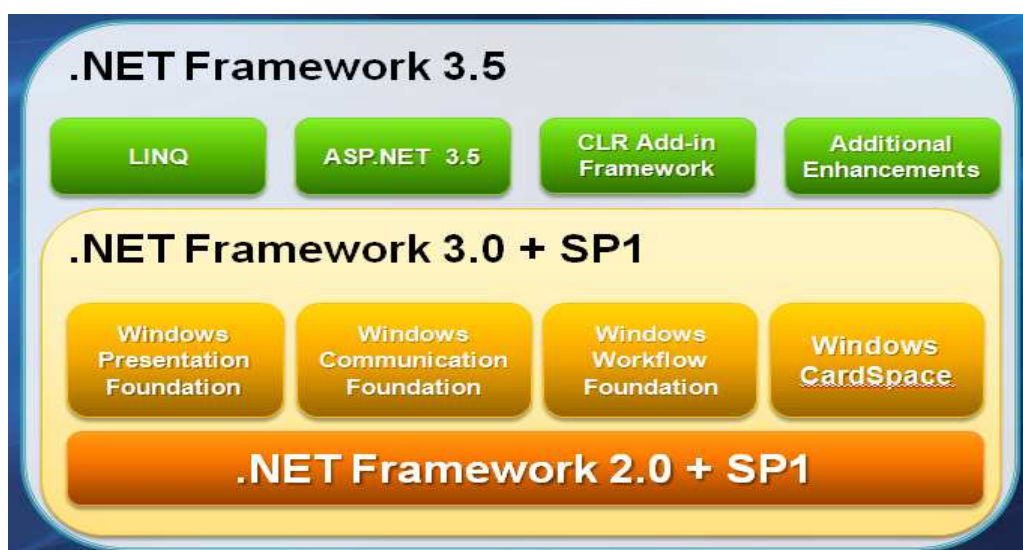 .NET Framework 3.5
LINQ
ASP.NET 3.5
CLR Add-in
Framework
Additional
Enhancements
.NET Framework 3.0 + SP1
Windows
Presentation
Foundation
Windows
Communication
Foundation
Windows
Workflow
Foundation
Windows
CardSpace
.NET Framework 2.0 + SP1